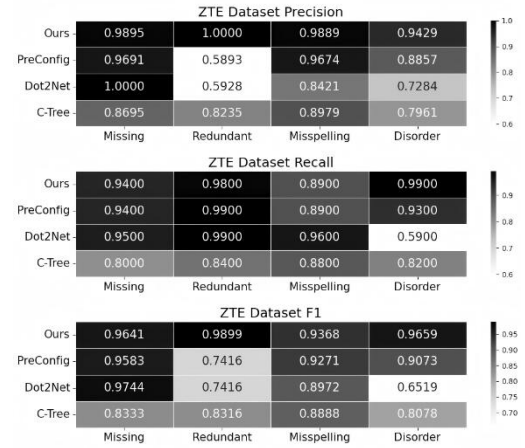 ZTE Dataset Precision
Ours 0.9895 1.0000 0.9889 0.9429
PreConfig 0.9691 0.5893 0.9674 0.8857
Dot2Net 1.0000 0.5928 0.8421 0.7284
C-Tree 0.8695 0.8235 0.8979 0.7961
Missing Redundant Misspelling Disorder
1.0
0.9
0.8
0.7
0.6
ZTE Dataset Recall
Ours 0.9400 0.9800 0.8900 0.9900
PreConfig 0.9400 0.9900 0.8900 0.9300
Dot2Net 0.9500 0.9900 0.9600 0.5900
C-Tree 0.8000 0.8400 0.8800 0.8200
Missing Redundant Misspelling Disorder
0.9
0.8
0.7
0.6
ZTE Dataset F1
Ours 0.9641 0.9899 0.9368 0.9659
PreConfig 0.9583 0.7416 0.9271 0.9073
Dot2Net 0.9744 0.7416 0.8972 0.6519
C-Tree 0.8333 0.8316 0.8888 0.8078
Missing Redundant Misspelling Disorder
0.95
0.90
0.85
0.80
0.75
0.70